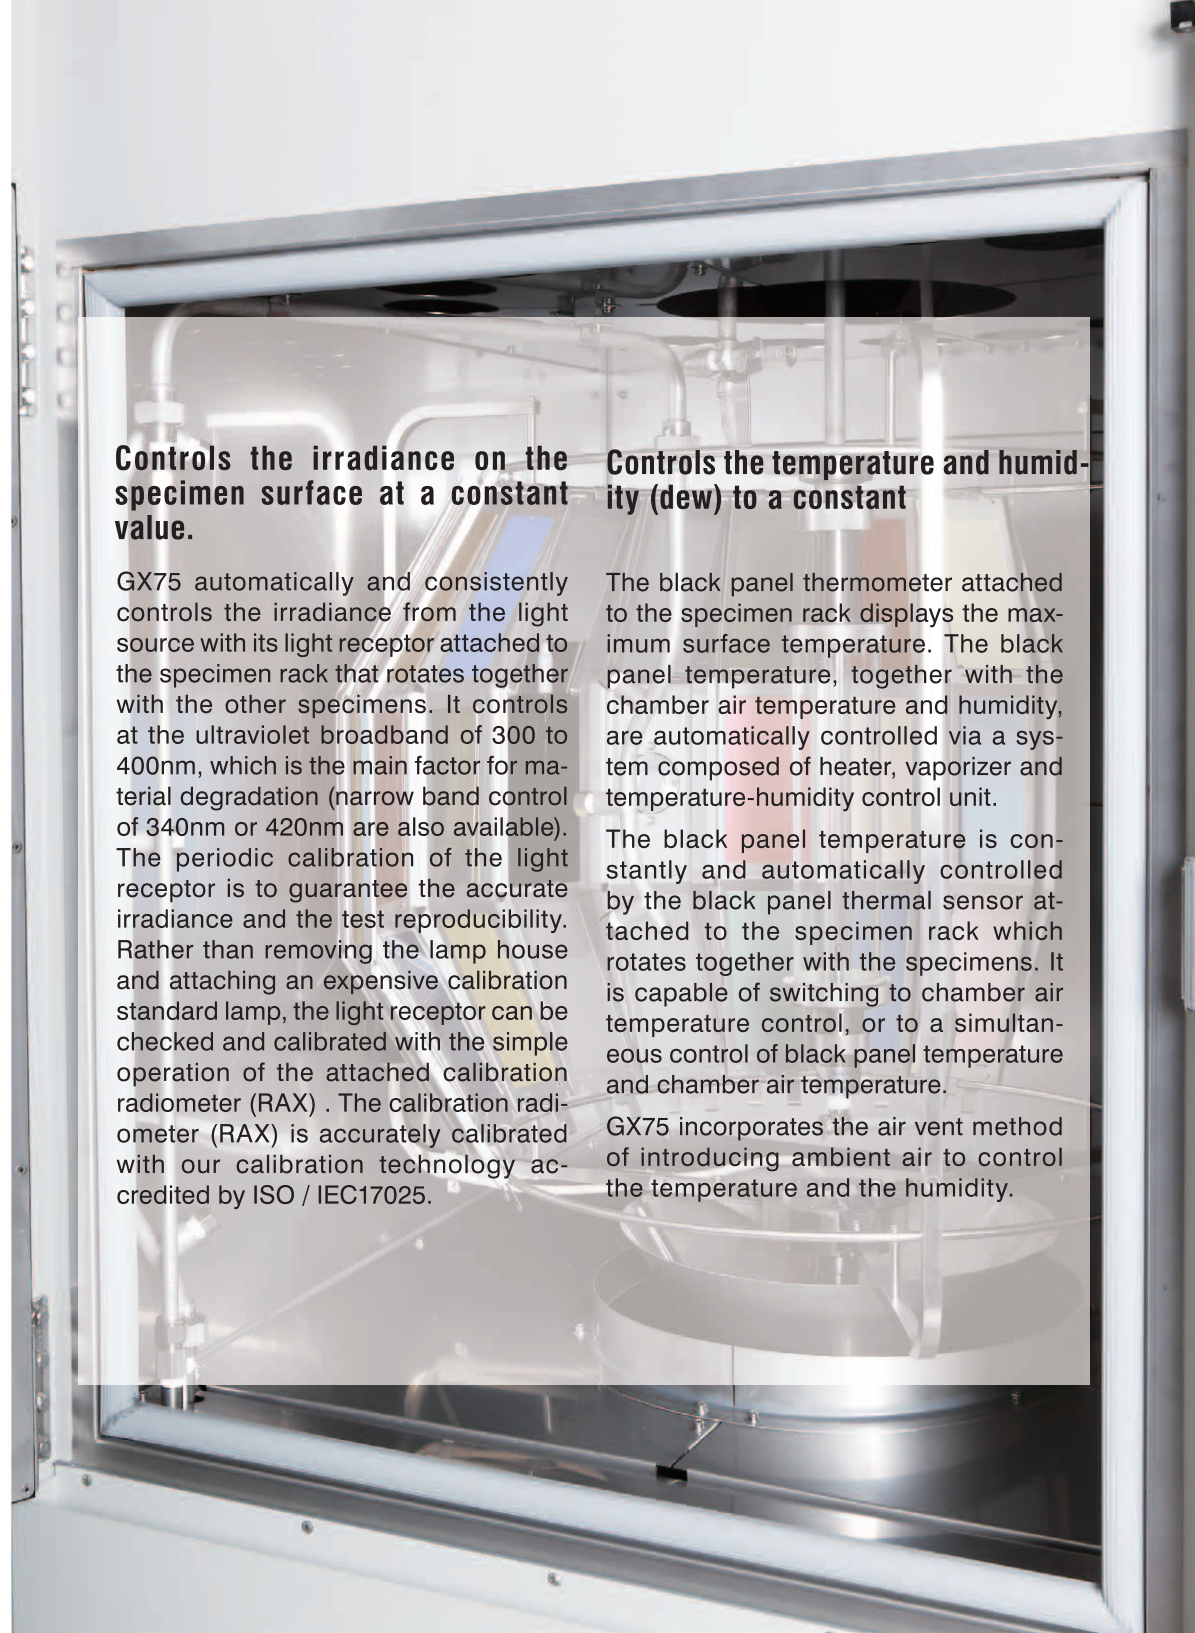 Controls the irradiance on the
specimen surface at a constant
value.
GX75 automatically and consistently
controls the irradiance from the light
source with its light receptor attached to
the specimen rack that rotates together
with the other specimens. It controls
at the ultraviolet broadband of 300 to
400nm, which is the main factor for ma-
terial degradation (narrow band control
of 340nm or 420nm are also available).
The periodic calibration of the light
receptor is to guarantee the accurate
irradiance and the test reproducibility.
Rather than removing the lamp house
and attaching an expensive calibration
standard lamp, the light receptor can be
checked and calibrated with the simple
operation of the attached calibration
radiometer (RAX) . The calibration radi-
ometer (RAX) is accurately calibrated
with our calibration technology ac-
credited by ISO / IEC17025.
Controls the temperature and humid-
ity (dew) to a constant
The black panel thermometer attached
to the specimen rack displays the max-
imum surface temperature. The black
panel temperature, together with the
chamber air temperature and humidity,
are automatically controlled via a sys-
tem composed of heater, vaporizer and
temperature-humidity control unit.
The black panel temperature is con-
stantly and automatically controlled
by the black panel thermal sensor at-
tached to the specimen rack which
rotates together with the specimens. It
is capable of switching to chamber air
temperature control, or to a simultan-
eous control of black panel temperature
and chamber air temperature.
GX75 incorporates the air vent method
of introducing ambient air to control
the temperature and the humidity.